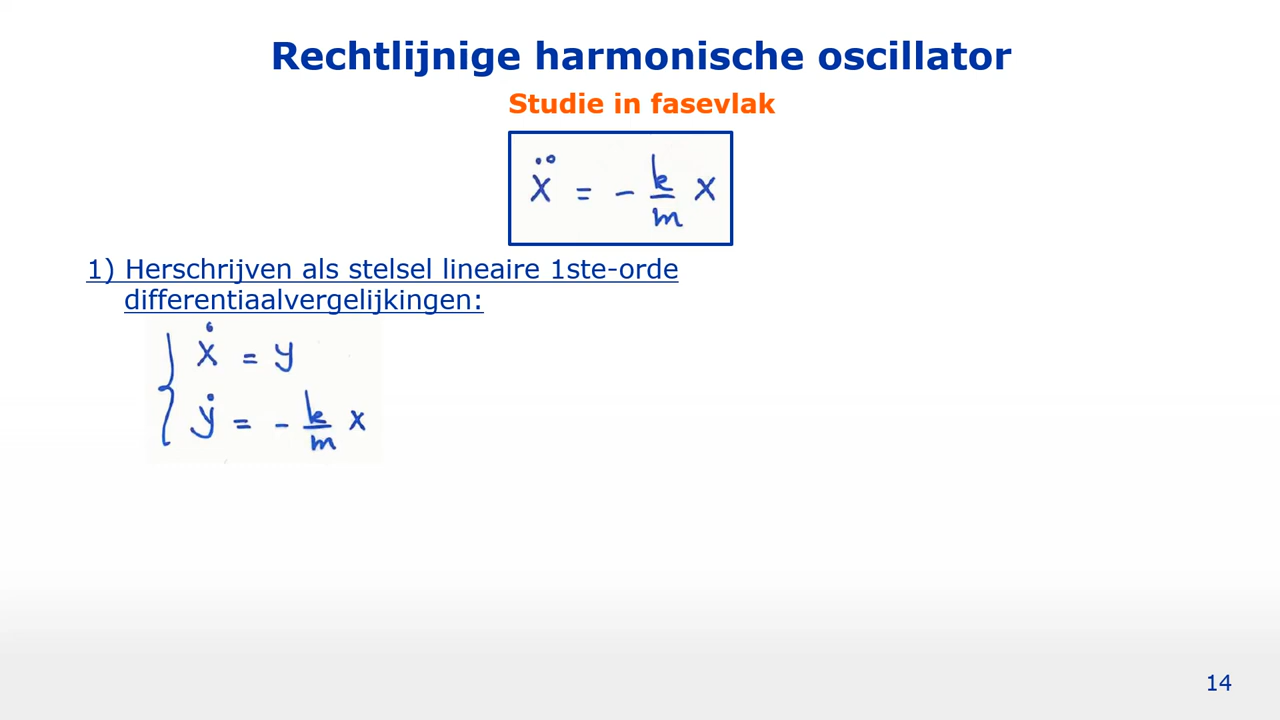 Rechtlijnige harmonische oscillator
Studie in fasevlak
ẍ = - k/m x
1) Herschrijven als stelsel lineaire 1ste-orde
differentiaalvergelijkingen:
{ ẋ = y
ẏ = - k/m x
14